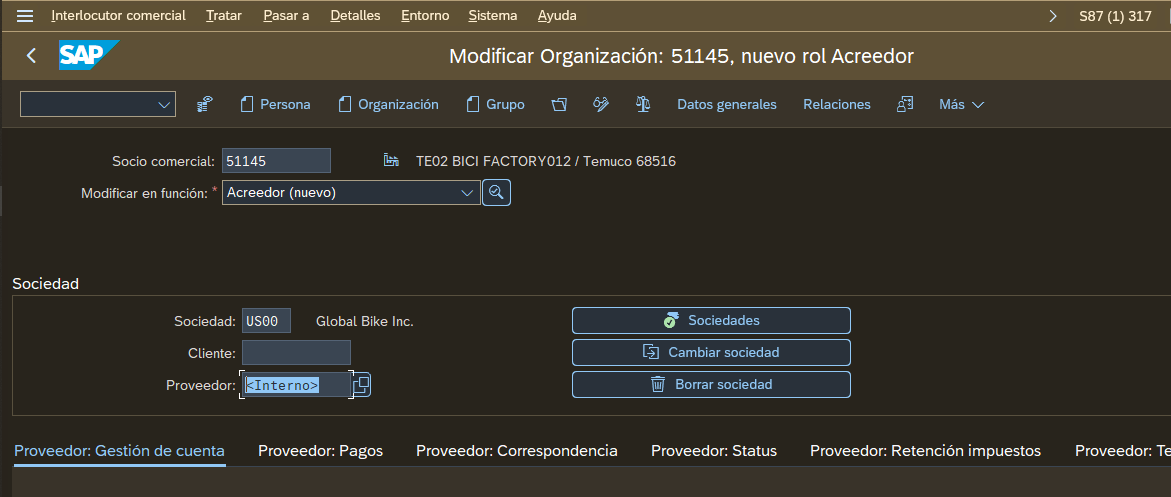 Interlocutor comercial Tratar Pasar a Detalles Entorno Sistema Ayuda S87 (1) 317
SAP Modificar Organización: 51145, nuevo rol Acreedor
Persona Organización Grupo Datos generales Relaciones Más
Socio comercial: 51145 TE02 BICI FACTORY012 / Temuco 68516
Modificar en función: * Acreedor (nuevo)
Sociedad
Sociedad: US00 Global Bike Inc. Sociedades
Cliente: Cambiar sociedad
Proveedor: <Interno> Borrar sociedad
Proveedor: Gestión de cuenta Proveedor: Pagos Proveedor: Correspondencia Proveedor: Status Proveedor: Retención impuestos Proveedor: Te